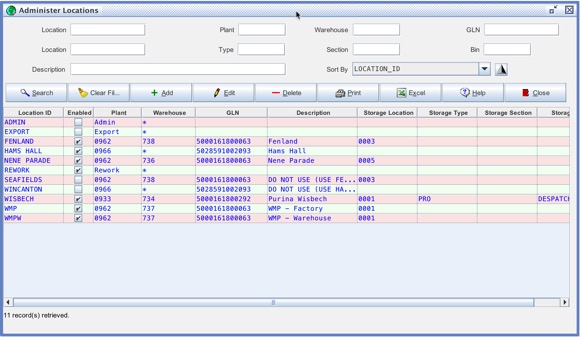 Administer Locations
Location Plant Warehouse GLN
Location Type Section Bin
Description Sort By LOCATION_ID
Search Clear Fil... Add Edit Delete Print Excel Help Close
Location ID Enabled Plant Warehouse GLN Description Storage Location Storage Type Storage Section Storag
ADMIN Admin *
EXPORT Export *
FENLAND 0962 738 5000161800063 Fenland 0003
HAMS HALL 0966 * 5028591002093 Hams Hall
NENE PARADE 0962 736 5000161800063 Nene Parade 0005
REWORK Rework *
SEAFIELDS 0962 738 5000161800063 DO NOT USE (USE FE... 0003
WINCANTON 0966 * 5028591002093 DO NOT USE (USE HA...
WISBECH 0933 734 5000161800292 Purina Wisbech 0001 PRO DESPATCH
WMP 0962 737 5000161800063 WMP - Factory 0001
WMPW 0962 737 5000161800063 WMP - Warehouse 0001
11 record(s) retrieved.